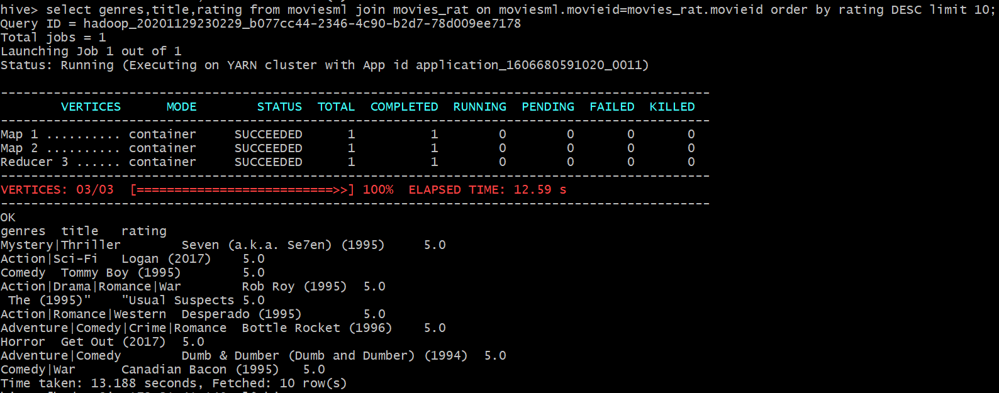 hive> select genres,title,rating from moviesml join movies_rat on moviesml.movieid=movies_rat.movieid order by rating DESC limit 10;
Query ID = hadoop_20201129230229_b077cc44-2346-4c90-b2d7-78d009ee7178
Total jobs = 1
Launching Job 1 out of 1
Status: Running (Executing on YARN cluster with App id application_1606680591020_0011)
----------------------------------------------------------------------------------------------
        VERTICES      MODE        STATUS  TOTAL  COMPLETED  RUNNING  PENDING  FAILED  KILLED
----------------------------------------------------------------------------------------------
Map 1 .......... container     SUCCEEDED      1          1        0        0       0       0
Map 2 .......... container     SUCCEEDED      1          1        0        0       0       0
Reducer 3 ...... container     SUCCEEDED      1          1        0        0       0       0
----------------------------------------------------------------------------------------------
VERTICES: 03/03  [==========================>>] 100%  ELAPSED TIME: 12.59 s
----------------------------------------------------------------------------------------------
OK
genres  title   rating
Mystery|Thriller        Seven (a.k.a. Se7en) (1995)     5.0
Action|Sci-Fi   Logan (2017)    5.0
Comedy  Tommy Boy (1995)        5.0
Action|Drama|Romance|War        Rob Roy (1995)  5.0
 The (1995)"    "Usual Suspects 5.0
Action|Romance|Western  Desperado (1995)        5.0
Adventure|Comedy|Crime|Romance  Bottle Rocket (1996)    5.0
Horror  Get Out (2017)  5.0
Adventure|Comedy        Dumb & Dumber (Dumb and Dumber) (1994)  5.0
Comedy|War      Canadian Bacon (1995)   5.0
Time taken: 13.188 seconds, Fetched: 10 row(s)